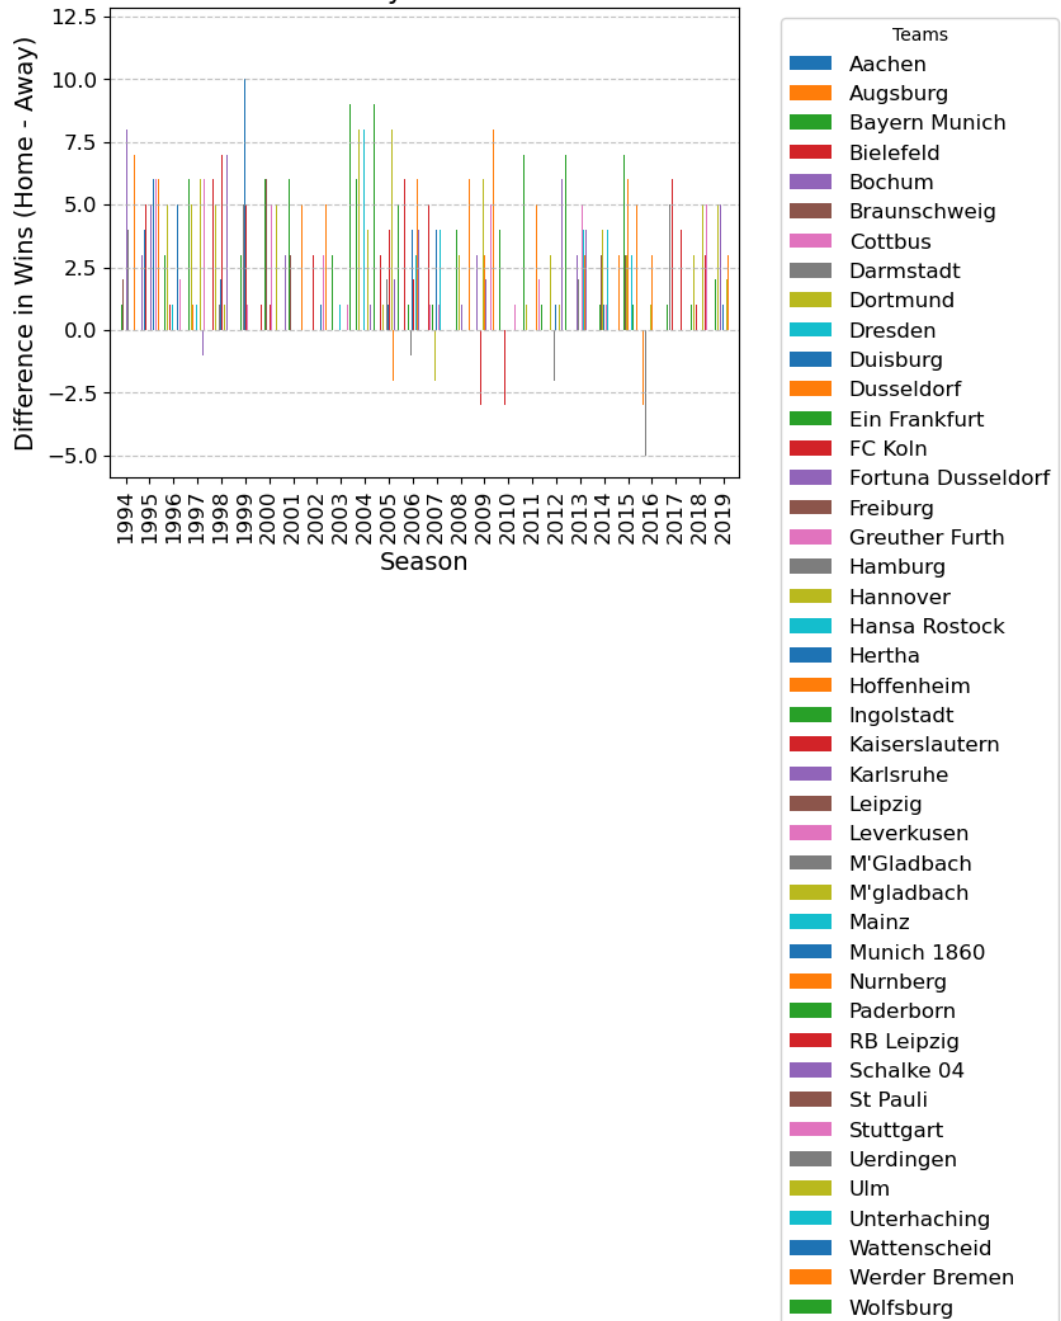 12.5
10.0
7.5
5.0
2.5
0.0
−2.5
−5.0
Difference in Wins (Home - Away)
1994
1995
1996
1997
1998
1999
2000
2001
2002
2003
2004
2005
2006
2007
2008
2009
2010
2011
2012
2013
2014
2015
2016
2017
2018
2019
Season
Teams
Aachen
Augsburg
Bayern Munich
Bielefeld
Bochum
Braunschweig
Cottbus
Darmstadt
Dortmund
Dresden
Duisburg
Dusseldorf
Ein Frankfurt
FC Koln
Fortuna Dusseldorf
Freiburg
Greuther Furth
Hamburg
Hannover
Hansa Rostock
Hertha
Hoffenheim
Ingolstadt
Kaiserslautern
Karlsruhe
Leipzig
Leverkusen
M'Gladbach
M'gladbach
Mainz
Munich 1860
Nurnberg
Paderborn
RB Leipzig
Schalke 04
St Pauli
Stuttgart
Uerdingen
Ulm
Unterhaching
Wattenscheid
Werder Bremen
Wolfsburg